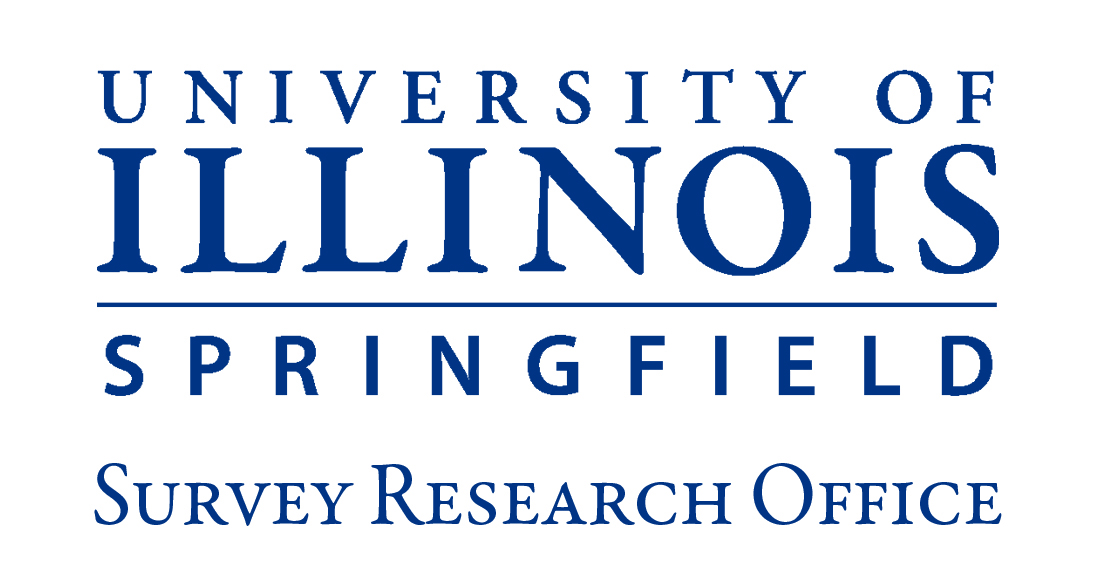 UNIVERSITY OF
ILLINOIS
SPRINGFIELD
SURVEY RESEARCH OFFICE